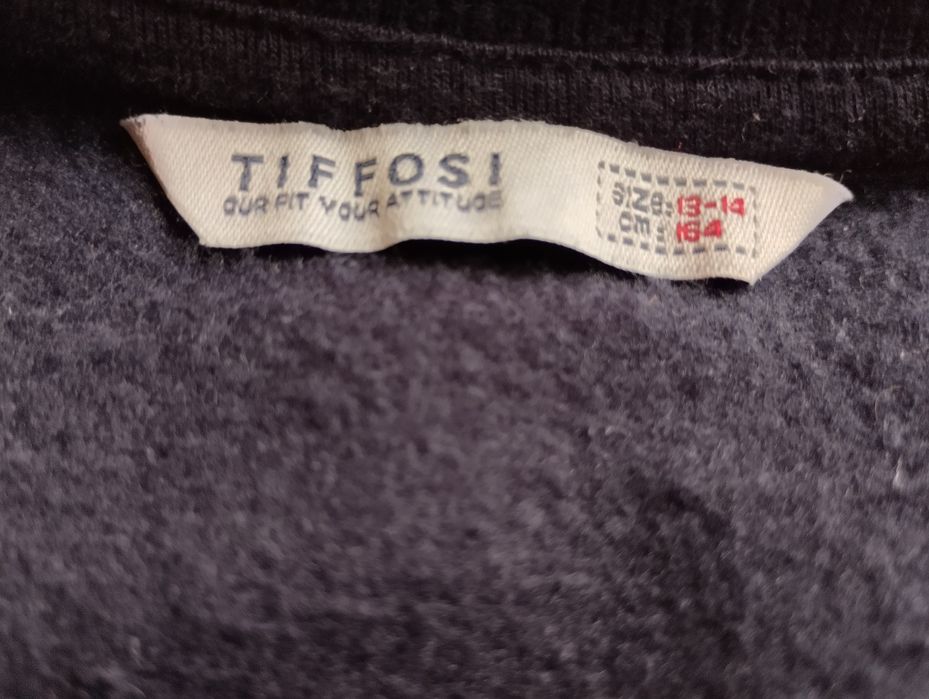 TIFFOSI
OUR FIT YOUR ATTITUDE
SIZE: 13-14
CM: 164